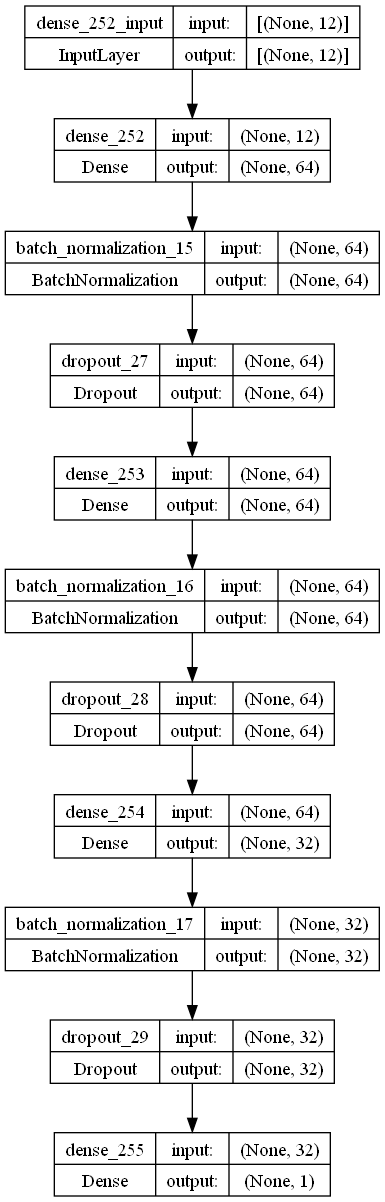 dense_252_input input: [(None, 12)]
InputLayer output: [(None, 12)]
dense_252 input: (None, 12)
Dense output: (None, 64)
batch_normalization_15 input: (None, 64)
BatchNormalization output: (None, 64)
dropout_27 input: (None, 64)
Dropout output: (None, 64)
dense_253 input: (None, 64)
Dense output: (None, 64)
batch_normalization_16 input: (None, 64)
BatchNormalization output: (None, 64)
dropout_28 input: (None, 64)
Dropout output: (None, 64)
dense_254 input: (None, 64)
Dense output: (None, 32)
batch_normalization_17 input: (None, 32)
BatchNormalization output: (None, 32)
dropout_29 input: (None, 32)
Dropout output: (None, 32)
dense_255 input: (None, 32)
Dense output: (None, 1)